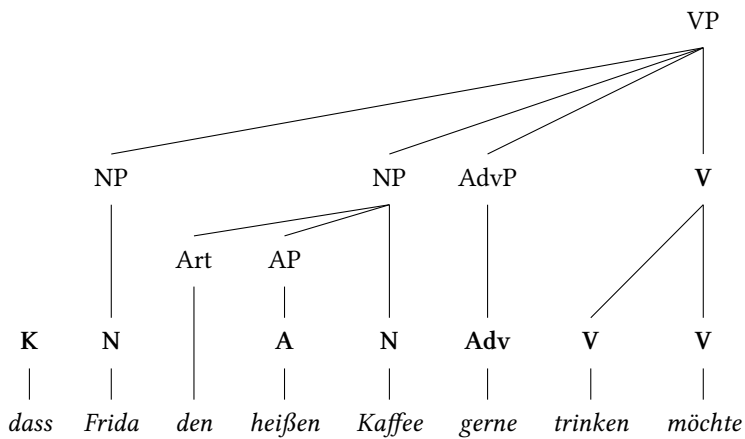 VP
NP NP AdvP V
Art AP
K N A N Adv V V
dass Frida den heißen Kaffee gerne trinken möchte